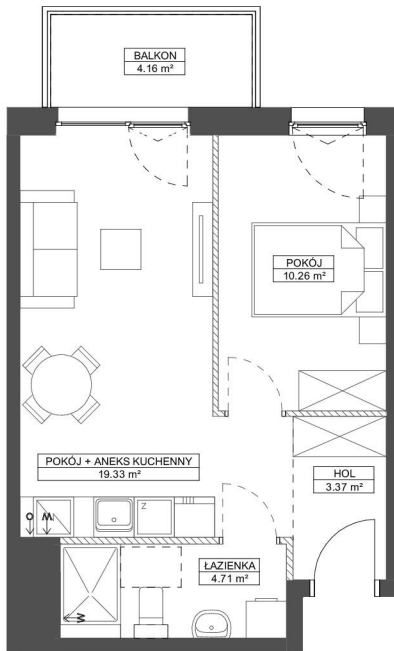 BALKON
4.16 m²
POKÓJ
10.26 m²
POKÓJ + ANEKS KUCHENNY
19.33 m²
HOL
3.37 m²
Z
O
W
ŁAZIENKA
4.71 m²
W